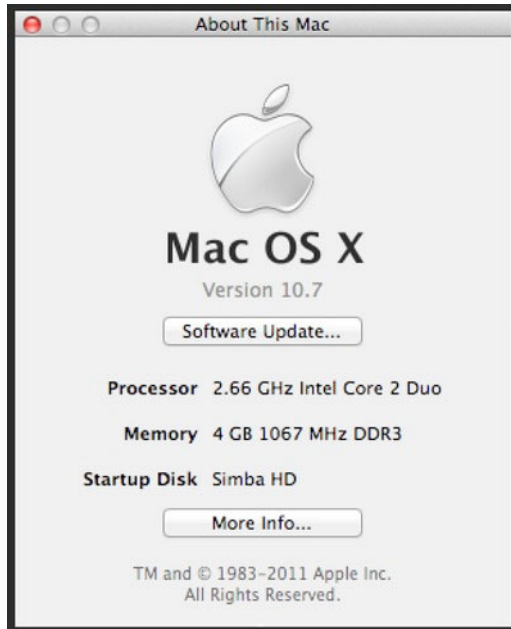 About This Mac
Mac OS X
Version 10.7
Software Update...
Processor 2.66 GHz Intel Core 2 Duo
Memory 4 GB 1067 MHz DDR3
Startup Disk Simba HD
More Info...
TM and © 1983–2011 Apple Inc.
All Rights Reserved.